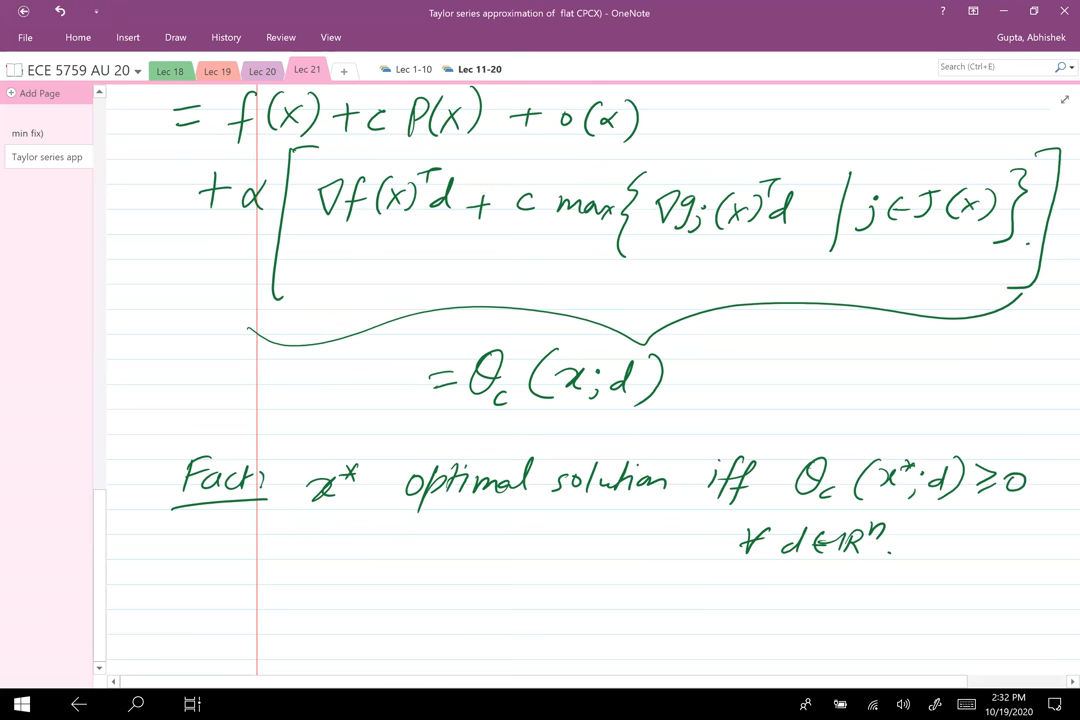 Taylor series approximation of flat CPCX) - OneNote
?
File Home Insert Draw History Review View
Gupta, Abhishek
ECE 5759 AU 20
Lec 18 Lec 19 Lec 20 Lec 21 +
Lec 1-10 Lec 11-20
Search (Ctrl+E)
Add Page
min fix)
Taylor series app
= f(x) + c P(x) + o(α)
+ α [ ∇f(x)ᵀd + c max{ ∇gⱼ(x)ᵀd | j ∈ J(x) }. ]
= θ_c (x; d)
Fact: x* optimal solution iff θ_c (x*; d) ≥ 0
∀ d ∈ ℝⁿ.
2:32 PM
10/19/2020